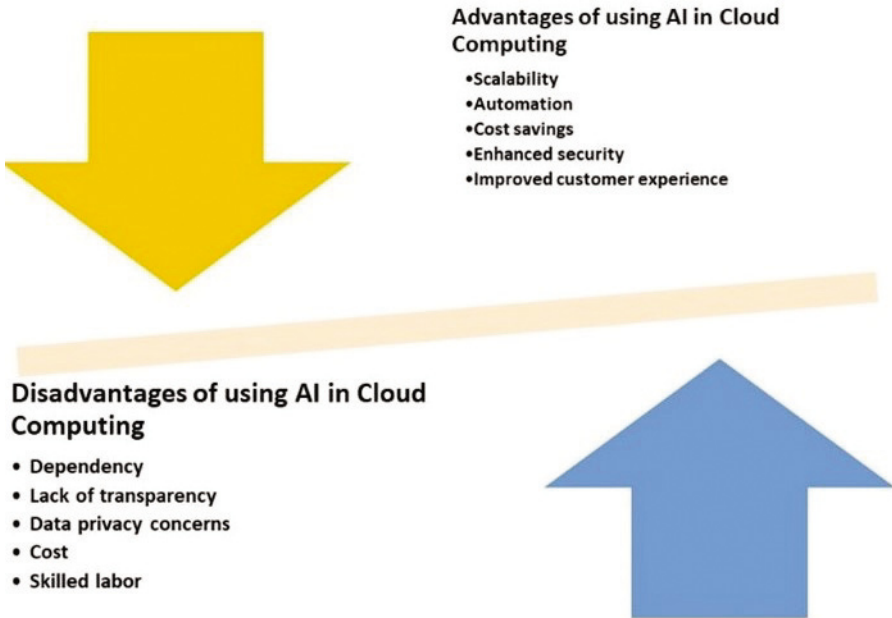 Advantages of using AI in Cloud
Computing
•Scalability
•Automation
•Cost savings
•Enhanced security
•Improved customer experience
Disadvantages of using AI in Cloud
Computing
• Dependency
• Lack of transparency
• Data privacy concerns
• Cost
• Skilled labor